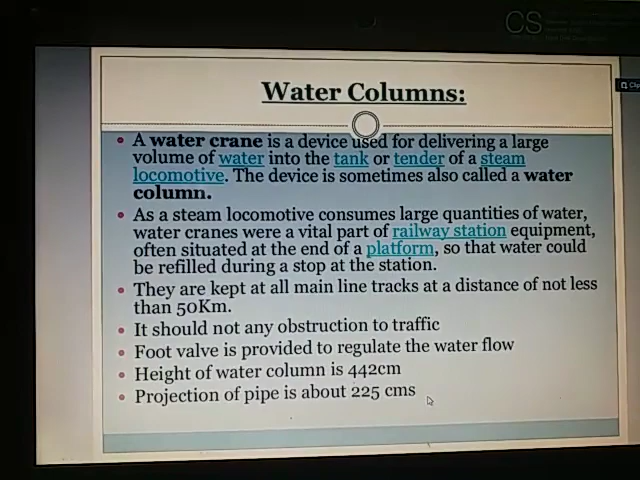 CS
Water Columns:
Clip
• A water crane is a device used for delivering a large
volume of water into the tank or tender of a steam
locomotive. The device is sometimes also called a water
column.
• As a steam locomotive consumes large quantities of water,
water cranes were a vital part of railway station equipment,
often situated at the end of a platform, so that water could
be refilled during a stop at the station.
• They are kept at all main line tracks at a distance of not less
than 50Km.
• It should not any obstruction to traffic
• Foot valve is provided to regulate the water flow
• Height of water column is 442cm
• Projection of pipe is about 225 cms